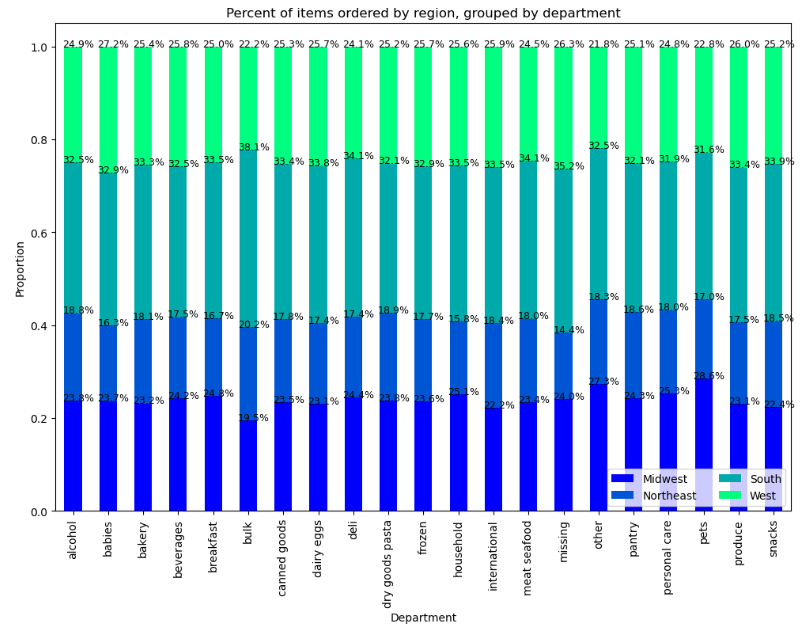 Percent of items ordered by region, grouped by department
1.0
24.9% 27.2% 25.4% 25.8% 25.0% 22.2% 25.3% 25.7% 24.1% 25.2% 25.7% 25.6% 25.9% 24.5% 26.3% 21.8% 25.1% 24.8% 22.8% 26.0% 25.2%
0.8
32.5% 32.9% 33.3% 32.5% 33.5% 38.1% 33.4% 33.8% 34.1% 32.1% 32.9% 33.5% 33.5% 34.1% 35.2% 32.5% 32.1% 31.9% 31.6% 33.4% 33.9%
0.6
Proportion
18.8% 16.3% 18.1% 17.5% 16.7% 20.2% 17.8% 17.4% 17.4% 18.9% 17.7% 15.8% 18.4% 18.0% 14.4% 18.3% 18.6% 18.0% 17.0% 17.5% 18.5%
0.4
23.8% 23.7% 23.2% 24.2% 24.8% 19.5% 23.5% 23.1% 24.4% 23.8% 23.6% 25.1% 22.2% 23.4% 24.0% 27.3% 24.3% 25.3% 28.6% 23.1% 22.4%
0.2
0.0
Midwest South
Northeast West
alcohol
babies
bakery
beverages
breakfast
bulk
canned goods
dairy eggs
deli
dry goods pasta
frozen
household
international
meat seafood
missing
other
pantry
personal care
pets
produce
snacks
Department